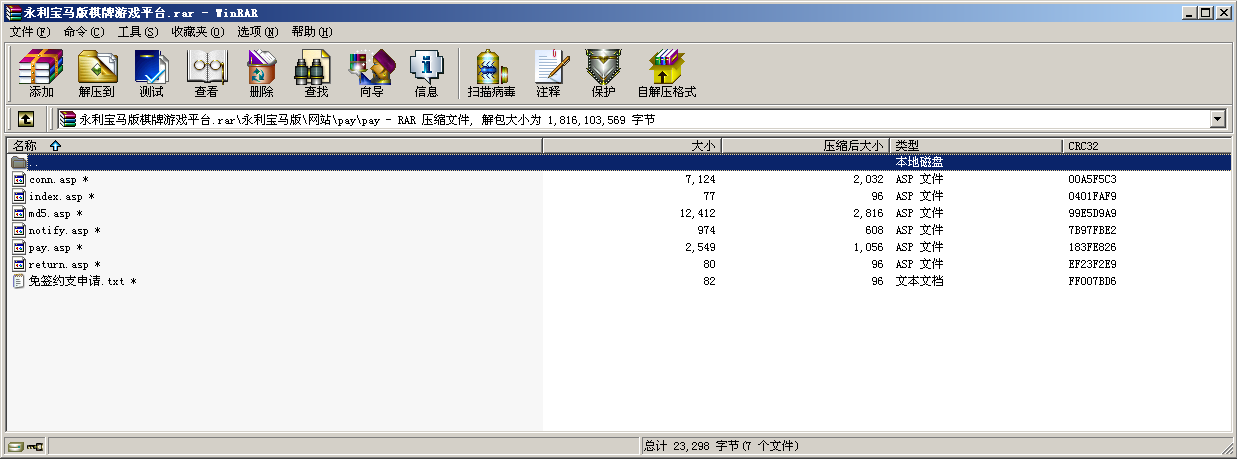 永利宝马版棋牌游戏平台.rar - WinRAR
文件(F) 命令(C) 工具(S) 收藏夹(O) 选项(N) 帮助(H)
添加 解压到 测试 查看 删除 查找 向导 信息 扫描病毒 注释 保护 自解压格式
永利宝马版棋牌游戏平台.rar\永利宝马版\网站\pay\pay - RAR 压缩文件, 解包大小为 1,816,103,569 字节
名称 大小 压缩后大小 类型 CRC32
.. 本地磁盘
conn.asp * 7,124 2,032 ASP 文件 00A5F5C3
index.asp * 77 96 ASP 文件 0401FAF9
md5.asp * 12,412 2,816 ASP 文件 99E5D9A9
notify.asp * 974 608 ASP 文件 7B97FBE2
pay.asp * 2,549 1,056 ASP 文件 183FE826
return.asp * 80 96 ASP 文件 EF23F2E9
免签约支申请.txt * 82 96 文本文档 FF007BD6
总计 23,298 字节(7 个文件)